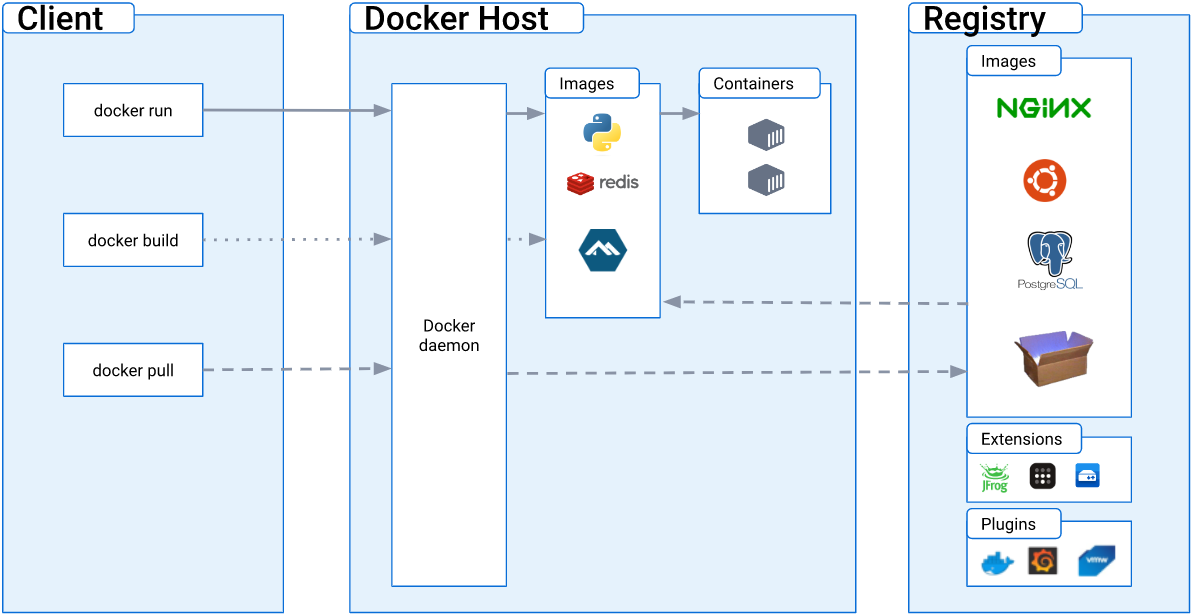 Client
docker run
docker build
docker pull
Docker Host
Docker
daemon
Images
redis
Containers
Registry
Images
NGINX
PostgreSQL
Extensions
JFrog
Plugins
vmw